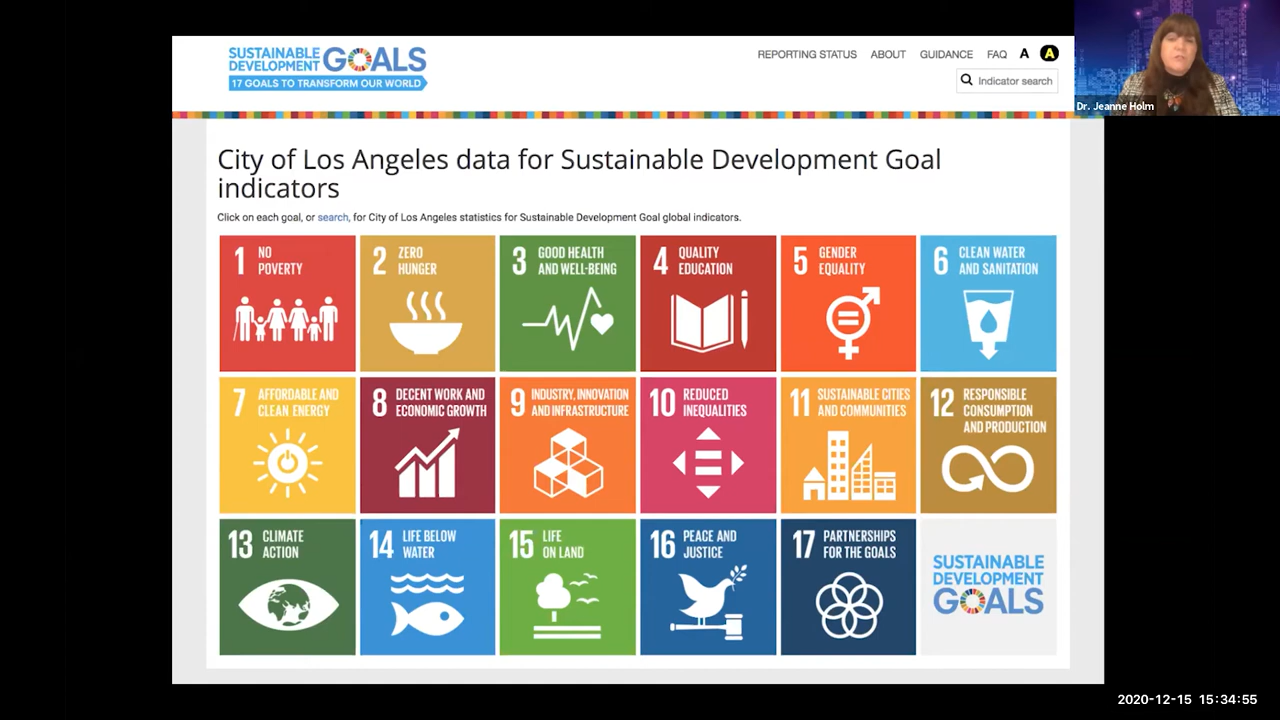 SUSTAINABLE
DEVELOPMENT
GOALS
17 GOALS TO TRANSFORM OUR WORLD
REPORTING STATUS ABOUT GUIDANCE FAQ A A
Indicator search
Dr. Jeanne Holm
City of Los Angeles data for Sustainable Development Goal
indicators
Click on each goal, or search, for City of Los Angeles statistics for Sustainable Development Goal global indicators.
1 NO
POVERTY
2 ZERO
HUNGER
3 GOOD HEALTH
AND WELL-BEING
4 QUALITY
EDUCATION
5 GENDER
EQUALITY
6 CLEAN WATER
AND SANITATION
7 AFFORDABLE AND
CLEAN ENERGY
8 DECENT WORK AND
ECONOMIC GROWTH
9 INDUSTRY, INNOVATION
AND INFRASTRUCTURE
10 REDUCED
INEQUALITIES
11 SUSTAINABLE CITIES
AND COMMUNITIES
12 RESPONSIBLE
CONSUMPTION
AND PRODUCTION
13 CLIMATE
ACTION
14 LIFE BELOW
WATER
15 LIFE
ON LAND
16 PEACE AND
JUSTICE
17 PARTNERSHIPS
FOR THE GOALS
SUSTAINABLE
DEVELOPMENT
GOALS
2020-12-15 15:34:55